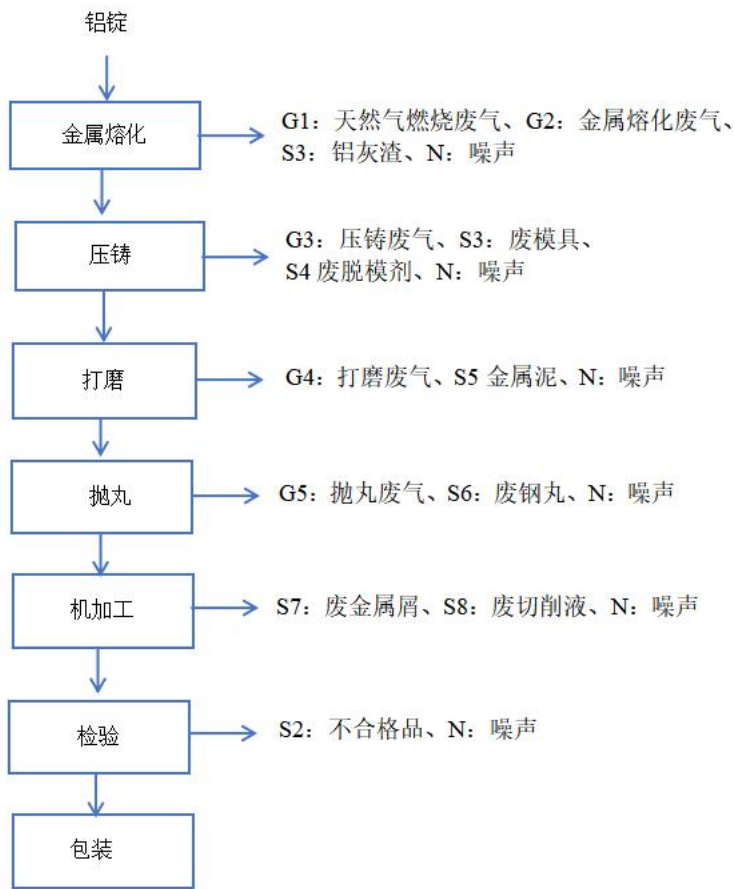 铝锭
金属熔化
G1：天然气燃烧废气、G2：金属熔化废气、
S3：铝灰渣、N：噪声
压铸
G3：压铸废气、S3：废模具、
S4 废脱模剂、N：噪声
打磨
G4：打磨废气、S5 金属泥、N：噪声
抛丸
G5：抛丸废气、S6：废钢丸、N：噪声
机加工
S7：废金属屑、S8：废切削液、N：噪声
检验
S2：不合格品、N：噪声
包装